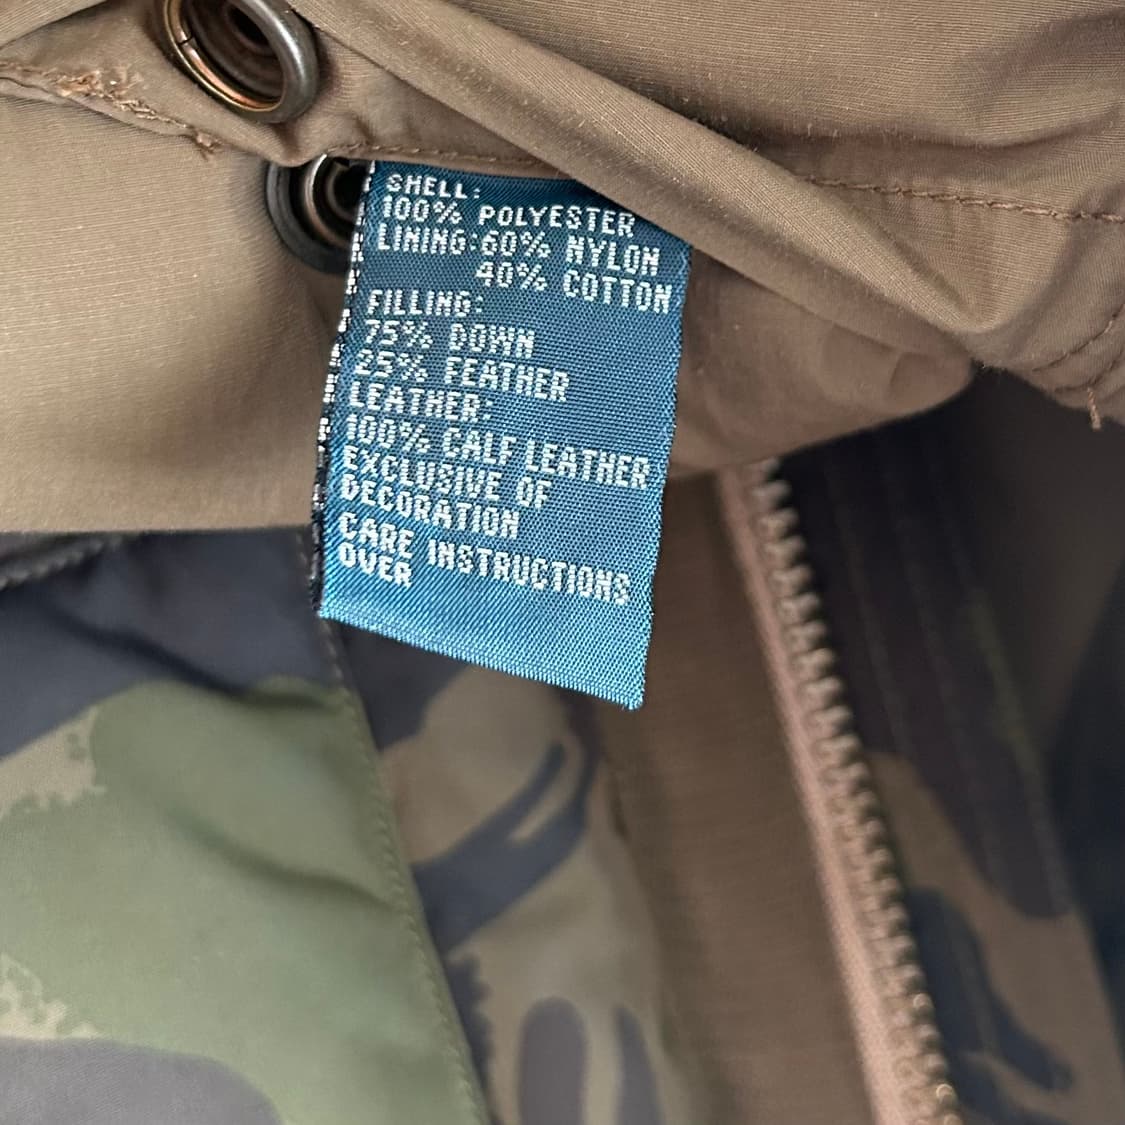 SHELL:
100% POLYESTER
LINING:60% NYLON
40% COTTON
FILLING:
75% DOWN
25% FEATHER
LEATHER:
100% CALF LEATHER
EXCLUSIVE OF
DECORATION
CARE INSTRUCTIONS
OVER